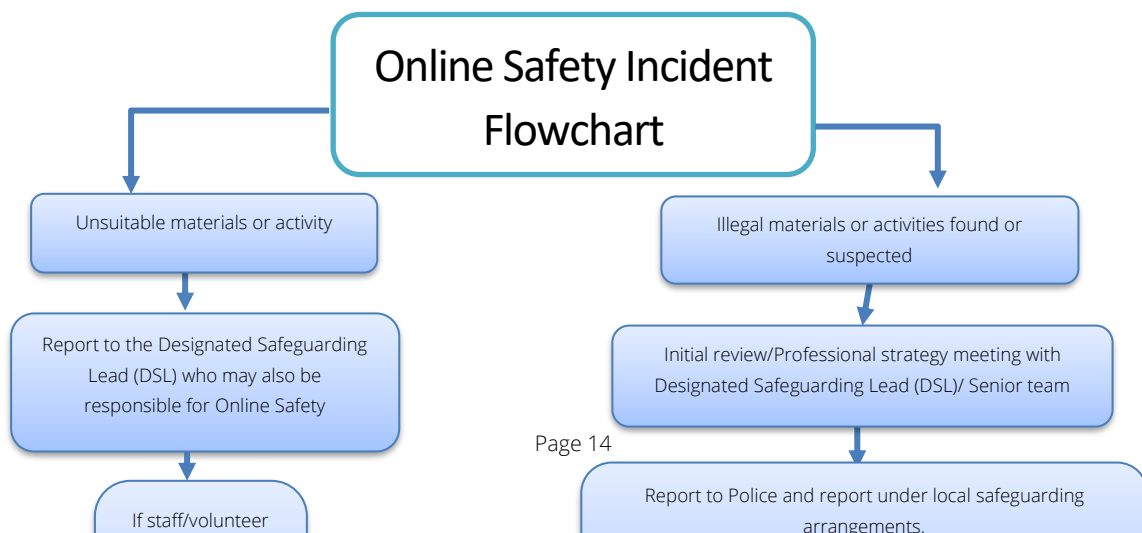 Online Safety Incident
Flowchart
Unsuitable materials or activity
Report to the Designated Safeguarding
Lead (DSL) who may also be
responsible for Online Safety
If staff/volunteer
Illegal materials or activities found or
suspected
Initial review/Professional strategy meeting with
Designated Safeguarding Lead (DSL)/ Senior team
Report to Police and report under local safeguarding
arrangements.
Page 14